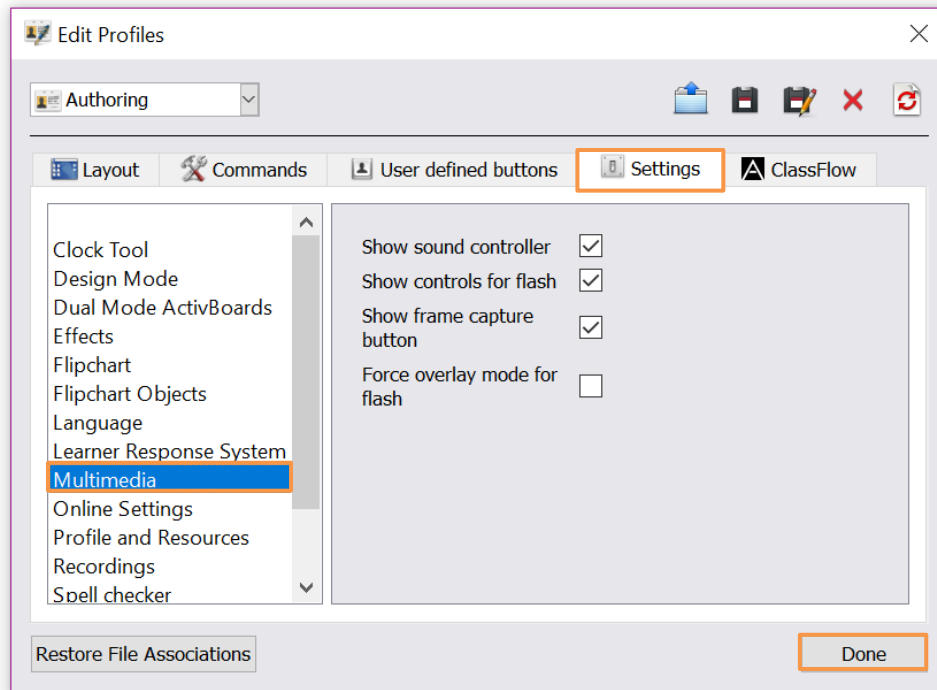 Edit Profiles
Authoring
Layout
Commands
User defined buttons
Settings
ClassFlow
Clock Tool
Design Mode
Dual Mode ActivBoards
Effects
Flipchart
Flipchart Objects
Language
Learner Response System
Multimedia
Online Settings
Profile and Resources
Recordings
Spell checker
Show sound controller
Show controls for flash
Show frame capture
button
Force overlay mode for
flash
Restore File Associations
Done